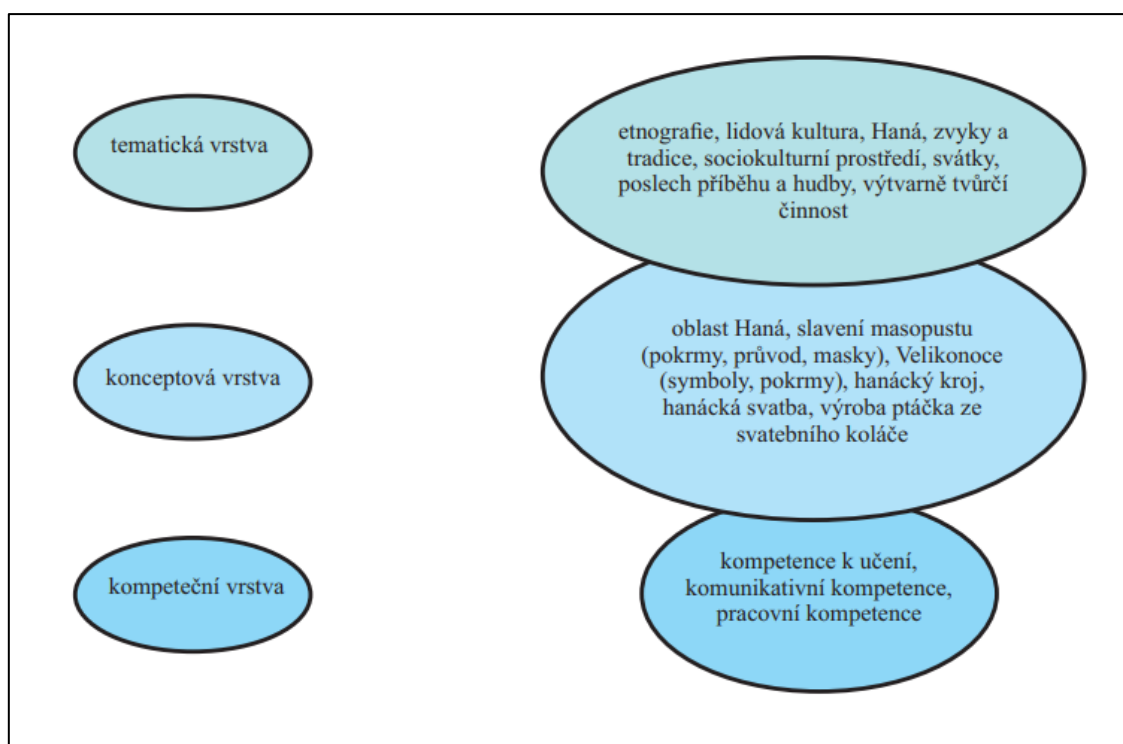 tematická vrstva
etnografie, lidová kultura, Haná, zvyky a
tradice, sociokulturní prostředí, svátky,
poslech příběhu a hudby, výtvarně tvůrčí
činnost
konceptová vrstva
oblast Haná, slavení masopustu
(pokrmy, průvod, masky), Velikonoce
(symboly, pokrmy), hanácký kroj,
hanácká svatba, výroba ptáčka ze
svatebního koláče
kompeteční vrstva
kompetence k učení,
komunikativní kompetence,
pracovní kompetence